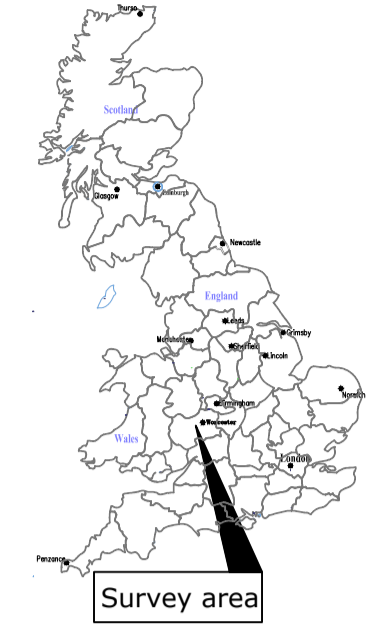 Thurso
Scotland
Glasgow
Edinburgh
Newcastle
England
Leeds
Grimsby
Manchester
Sheffield
Lincoln
Norwich
Birmingham
Worcester
Wales
London
Penzance
Survey area